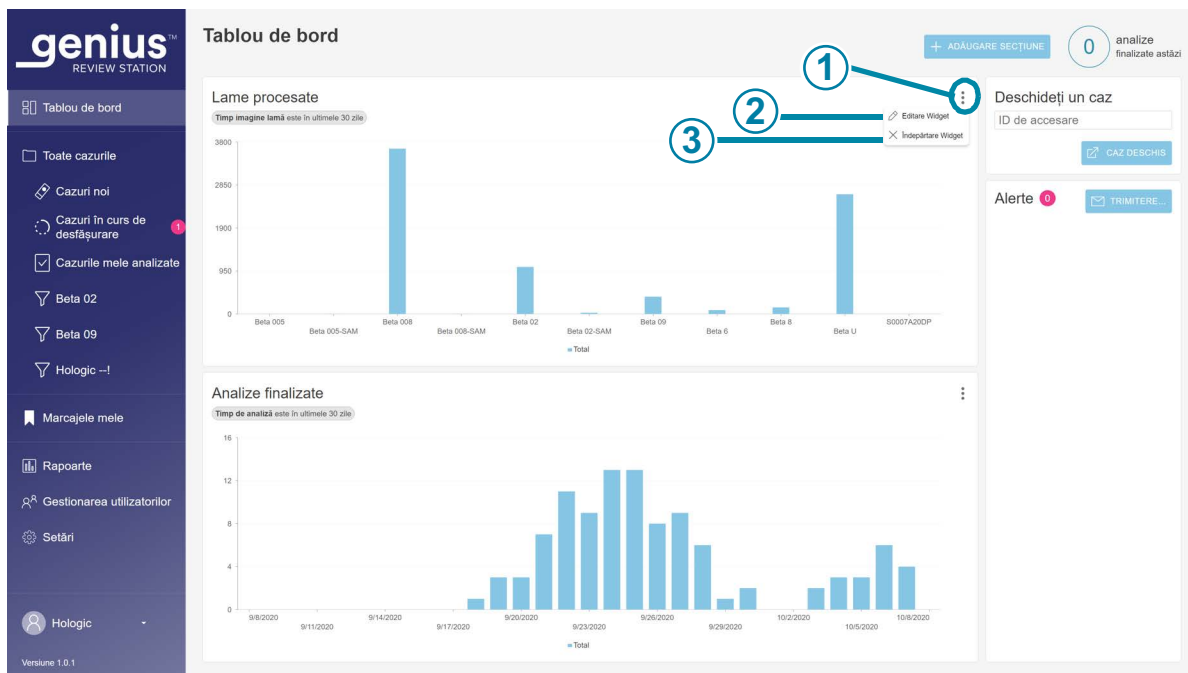 genius™
REVIEW STATION
Tablou de bord
Toate cazurile
Cazuri noi
Cazuri în curs de
desfășurare
1
Cazurile mele analizate
Beta 02
Beta 09
Hologic --!
Marcajele mele
Rapoarte
Gestionarea utilizatorilor
Setări
Hologic
Versiune 1.0.1
Tablou de bord
+ ADĂUGARE SECȚIUNE
0
analize
finalizate astăzi
1
2
3
Lame procesate
Timp imagine lamă este în ultimele 30 zile
Editare Widget
Îndepărtare Widget
3800
2850
1900
950
0
Beta 005
Beta 005-SAM
Beta 008
Beta 008-SAM
Beta 02
Beta 02-SAM
Beta 09
Beta 6
Beta 8
Beta U
S0007A20DP
Total
Analize finalizate
Timp de analiză este în ultimele 30 zile
16
12
8
4
0
9/8/2020
9/11/2020
9/14/2020
9/17/2020
9/20/2020
9/23/2020
9/26/2020
9/29/2020
10/2/2020
10/5/2020
10/8/2020
Total
Deschideți un caz
ID de accesare
CAZ DESCHIS
Alerte 0
TRIMITERE...